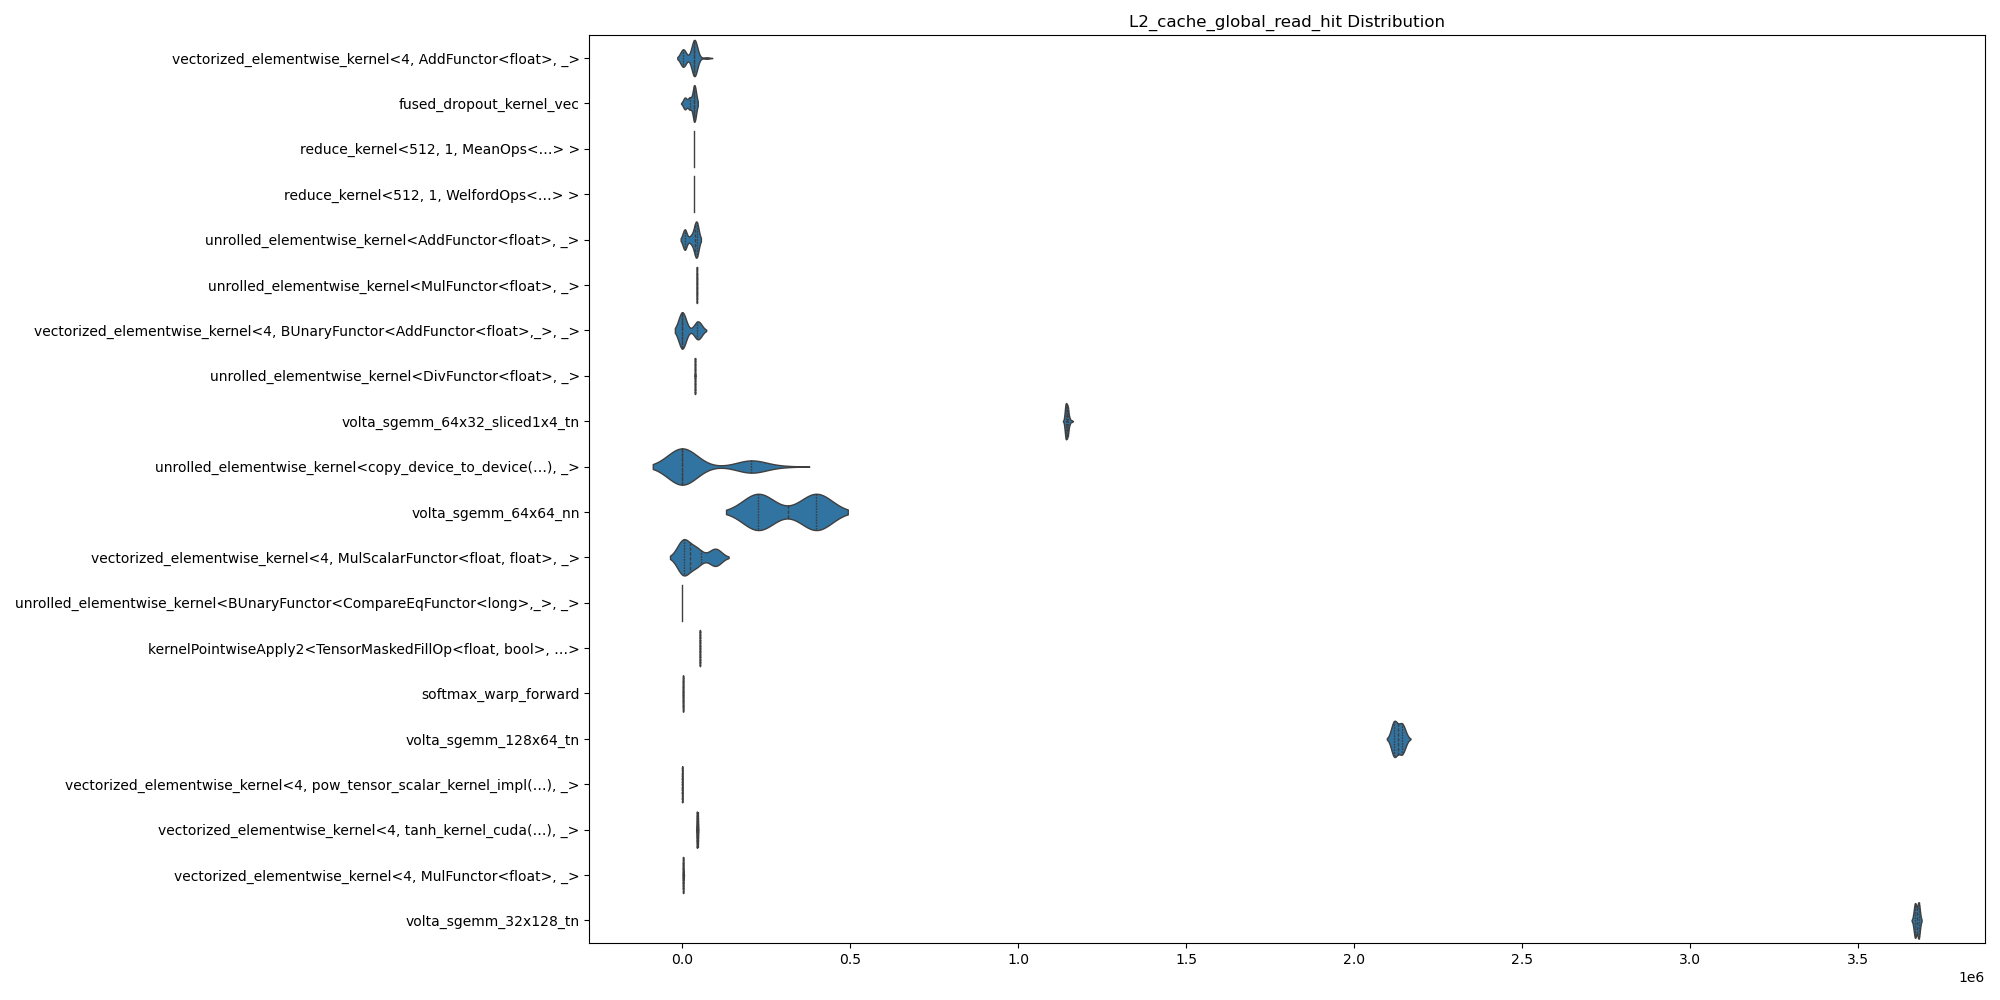 L2_cache_global_read_hit Distribution
vectorized_elementwise_kernel<4, AddFunctor<float>, _>
fused_dropout_kernel_vec
reduce_kernel<512, 1, MeanOps<...> >
reduce_kernel<512, 1, WelfordOps<...> >
unrolled_elementwise_kernel<AddFunctor<float>, _>
unrolled_elementwise_kernel<MulFunctor<float>, _>
vectorized_elementwise_kernel<4, BUnaryFunctor<AddFunctor<float>,_>, _>
unrolled_elementwise_kernel<DivFunctor<float>, _>
volta_sgemm_64x32_sliced1x4_tn
unrolled_elementwise_kernel<copy_device_to_device(...), _>
volta_sgemm_64x64_nn
vectorized_elementwise_kernel<4, MulScalarFunctor<float, float>, _>
unrolled_elementwise_kernel<BUnaryFunctor<CompareEqFunctor<long>,_>, _>
kernelPointwiseApply2<TensorMaskedFillOp<float, bool>, ...>
softmax_warp_forward
volta_sgemm_128x64_tn
vectorized_elementwise_kernel<4, pow_tensor_scalar_kernel_impl(...), _>
vectorized_elementwise_kernel<4, tanh_kernel_cuda(...), _>
vectorized_elementwise_kernel<4, MulFunctor<float>, _>
volta_sgemm_32x128_tn
0.0 0.5 1.0 1.5 2.0 2.5 3.0 3.5
1e6